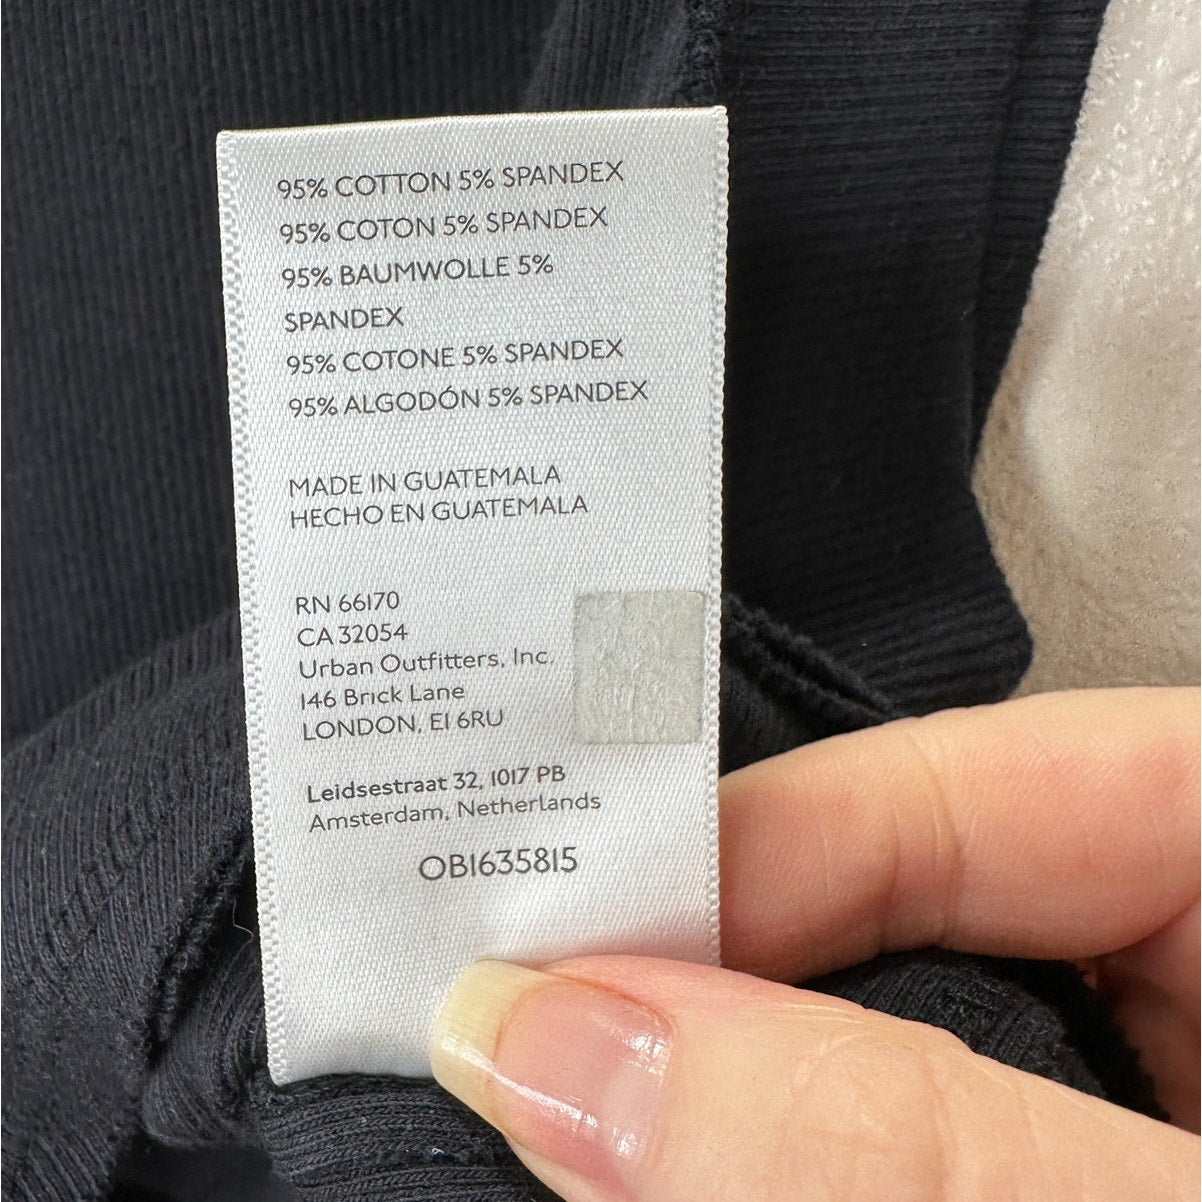 95% COTTON 5% SPANDEX
95% COTON 5% SPANDEX
95% BAUMWOLLE 5%
SPANDEX
95% COTONE 5% SPANDEX
95% ALGODÓN 5% SPANDEX
MADE IN GUATEMALA
HECHO EN GUATEMALA
RN 66170
CA 32054
Urban Outfitters, Inc.
146 Brick Lane
LONDON, E1 6RU
Leidsestraat 32, 1017 PB
Amsterdam, Netherlands
OB1635815